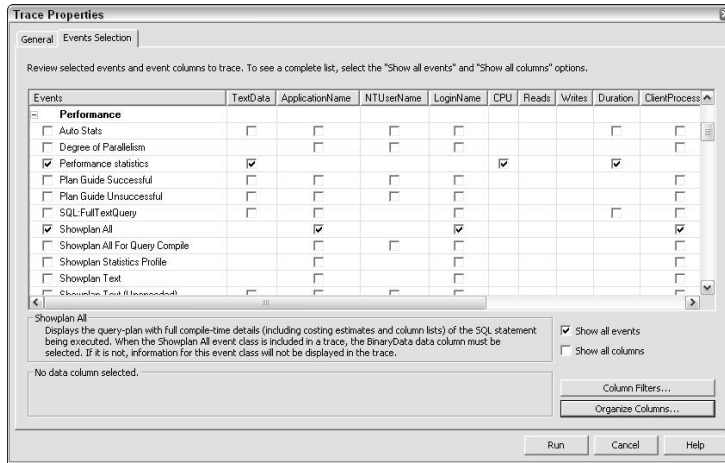 Trace Properties
General Events Selection
Review selected events and event columns to trace. To see a complete list, select the "Show all events" and "Show all columns" options.
Events TextData ApplicationName NTUserName LoginName CPU Reads Writes Duration ClientProcess
Performance
Auto Stats
Degree of Parallelism
Performance statistics
Plan Guide Successful
Plan Guide Unsuccessful
SQL:FullTextQuery
Showplan All
Showplan All For Query Compile
Showplan Statistics Profile
Showplan Text
Showplan Text (Unencoded)
Showplan All
Displays the query-plan with full compile-time details (including costing estimates and column lists) of the SQL statement
being executed. When the Showplan All event class is included in a trace, the BinaryData data column must be
selected. If it is not, information for this event class will not be displayed in the trace.
Show all events
Show all columns
No data column selected.
Column Filters...
Organize Columns...
Run Cancel Help